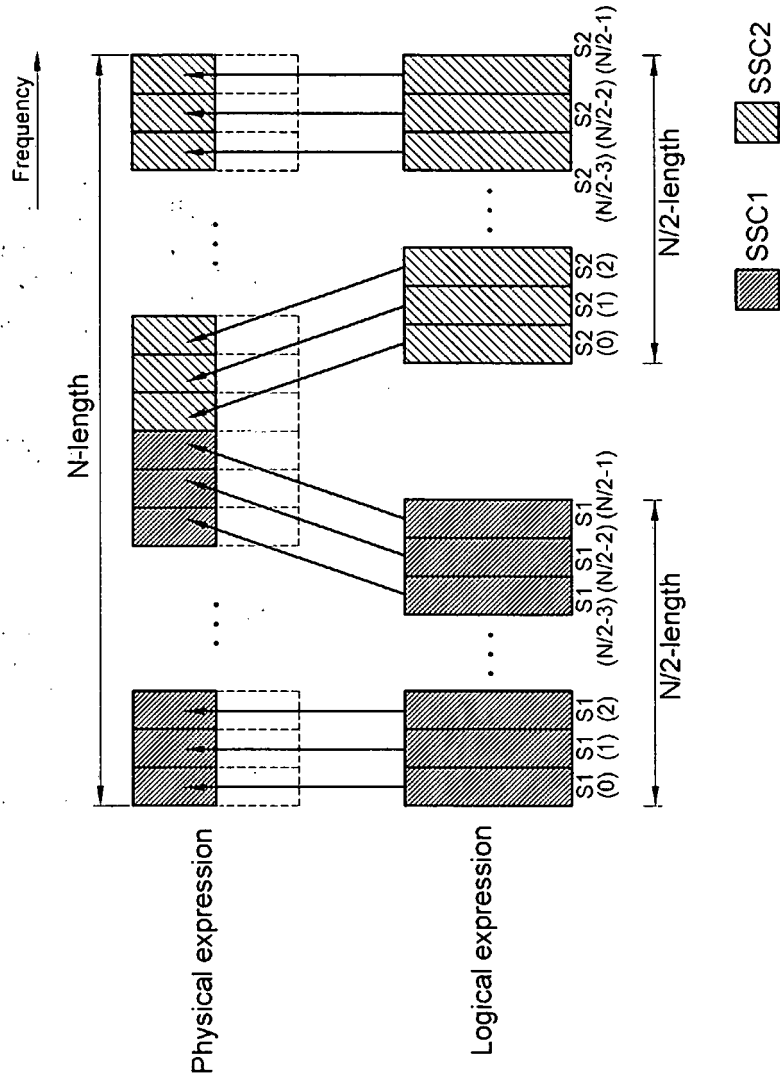 Frequency
N-length
Physical expression
Logical expression
S1 (0)
S1 (1)
S1 (2)
S1 (N/2-3)
S1 (N/2-2)
S1 (N/2-1)
S2 (0)
S2 (1)
S2 (2)
S2 (N/2-3)
S2 (N/2-2)
S2 (N/2-1)
N/2-length
N/2-length
SSC1
SSC2